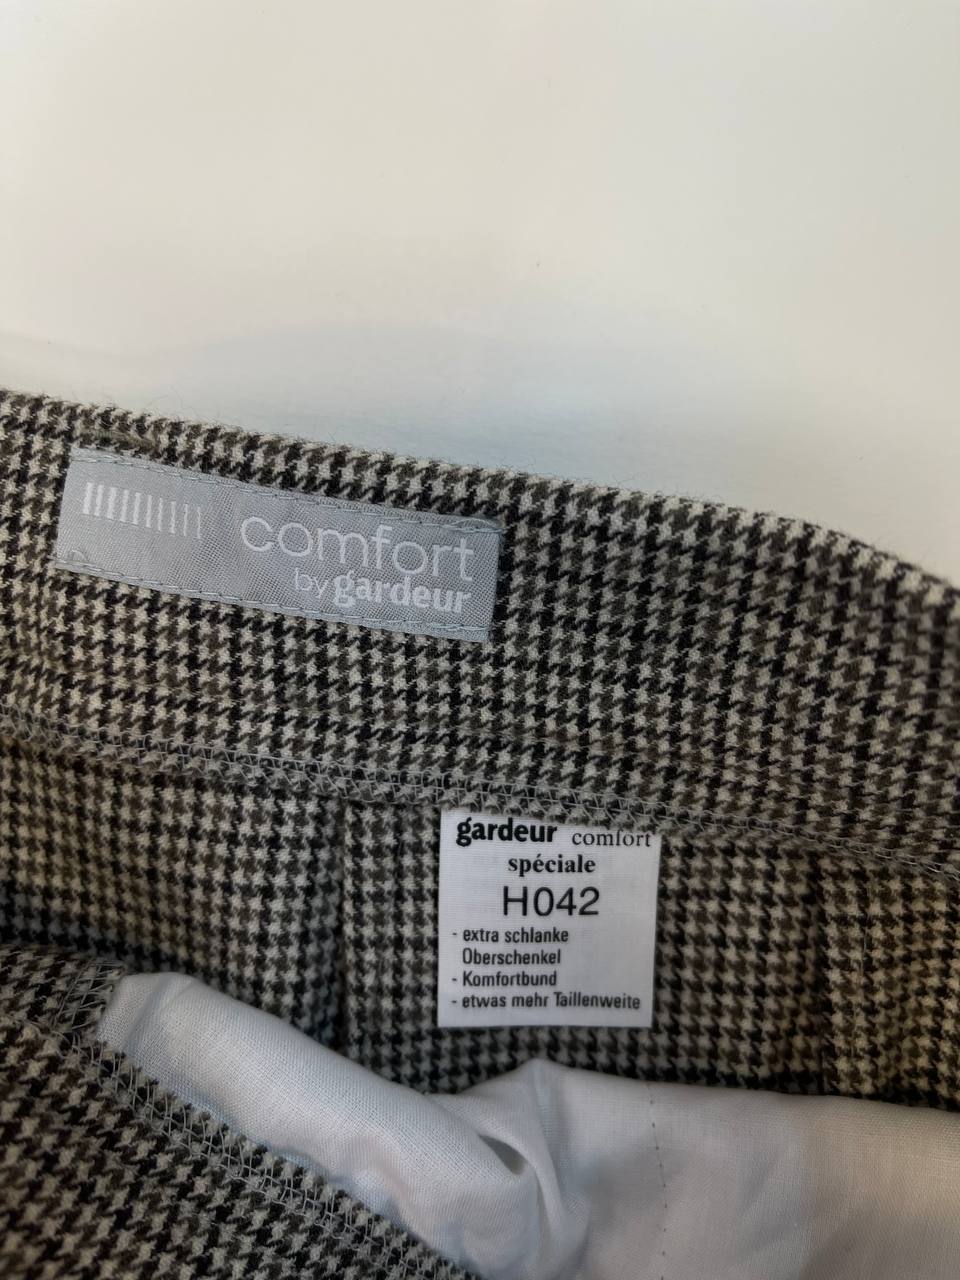 comfort
by gardeur
gardeur comfort
spéciale
H042
- extra schlanke
Oberschenkel
- Komfortbund
- etwas mehr Taillenweite